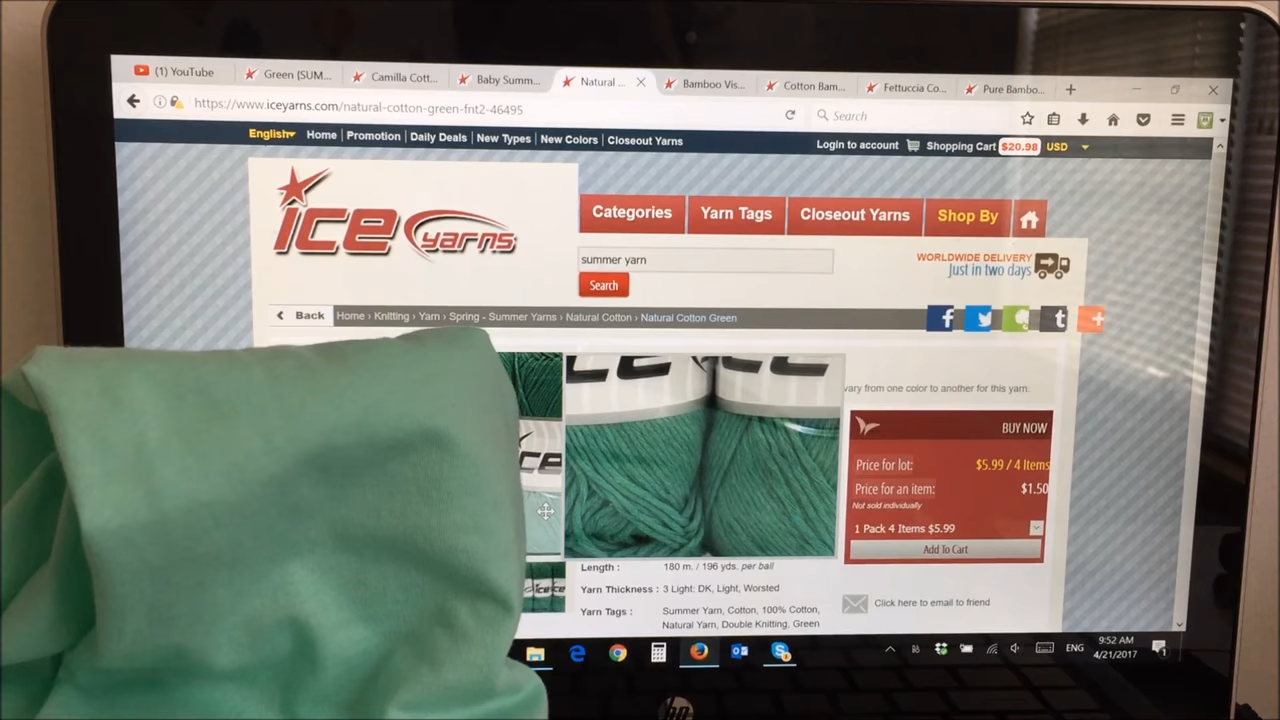 (1) YouTube
Green {SUM...
Camilla Cott...
Baby Summ...
Natural ...
Bamboo Vis...
Cotton Bam...
Fettuccia Co...
Pure Bambo...
https://www.iceyarns.com/natural-cotton-green-fnt2-46495
Search
English Home | Promotion | Daily Deals | New Types | New Colors | Closeout Yarns
Login to account Shopping Cart $20.98 USD
ice yarns
Categories Yarn Tags Closeout Yarns Shop By
summer yarn
Search
WORLDWIDE DELIVERY
Just in two days
Back Home › Knitting › Yarn › Spring - Summer Yarns › Natural Cotton › Natural Cotton Green
f t +
vary from one color to another for this yarn.
BUY NOW
Price for lot: $5.99 / 4 Items
Price for an item: $1.50
Not sold individually
1 Pack 4 Items $5.99
Add To Cart
Length : 180 m. / 196 yds. per ball
Yarn Thickness : 3 Light: DK, Light, Worsted
Yarn Tags : Summer Yarn, Cotton, 100% Cotton,
Natural Yarn, Double Knitting, Green
Click here to email to friend
ENG
9:52 AM
4/21/2017
1
hp